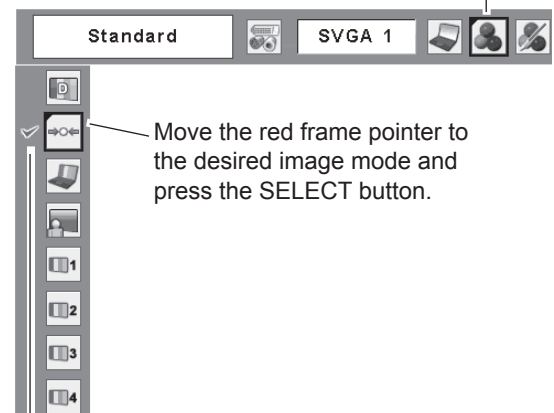 Standard
SVGA 1
D
Move the red frame pointer to
the desired image mode and
press the SELECT button.
1
2
3
4